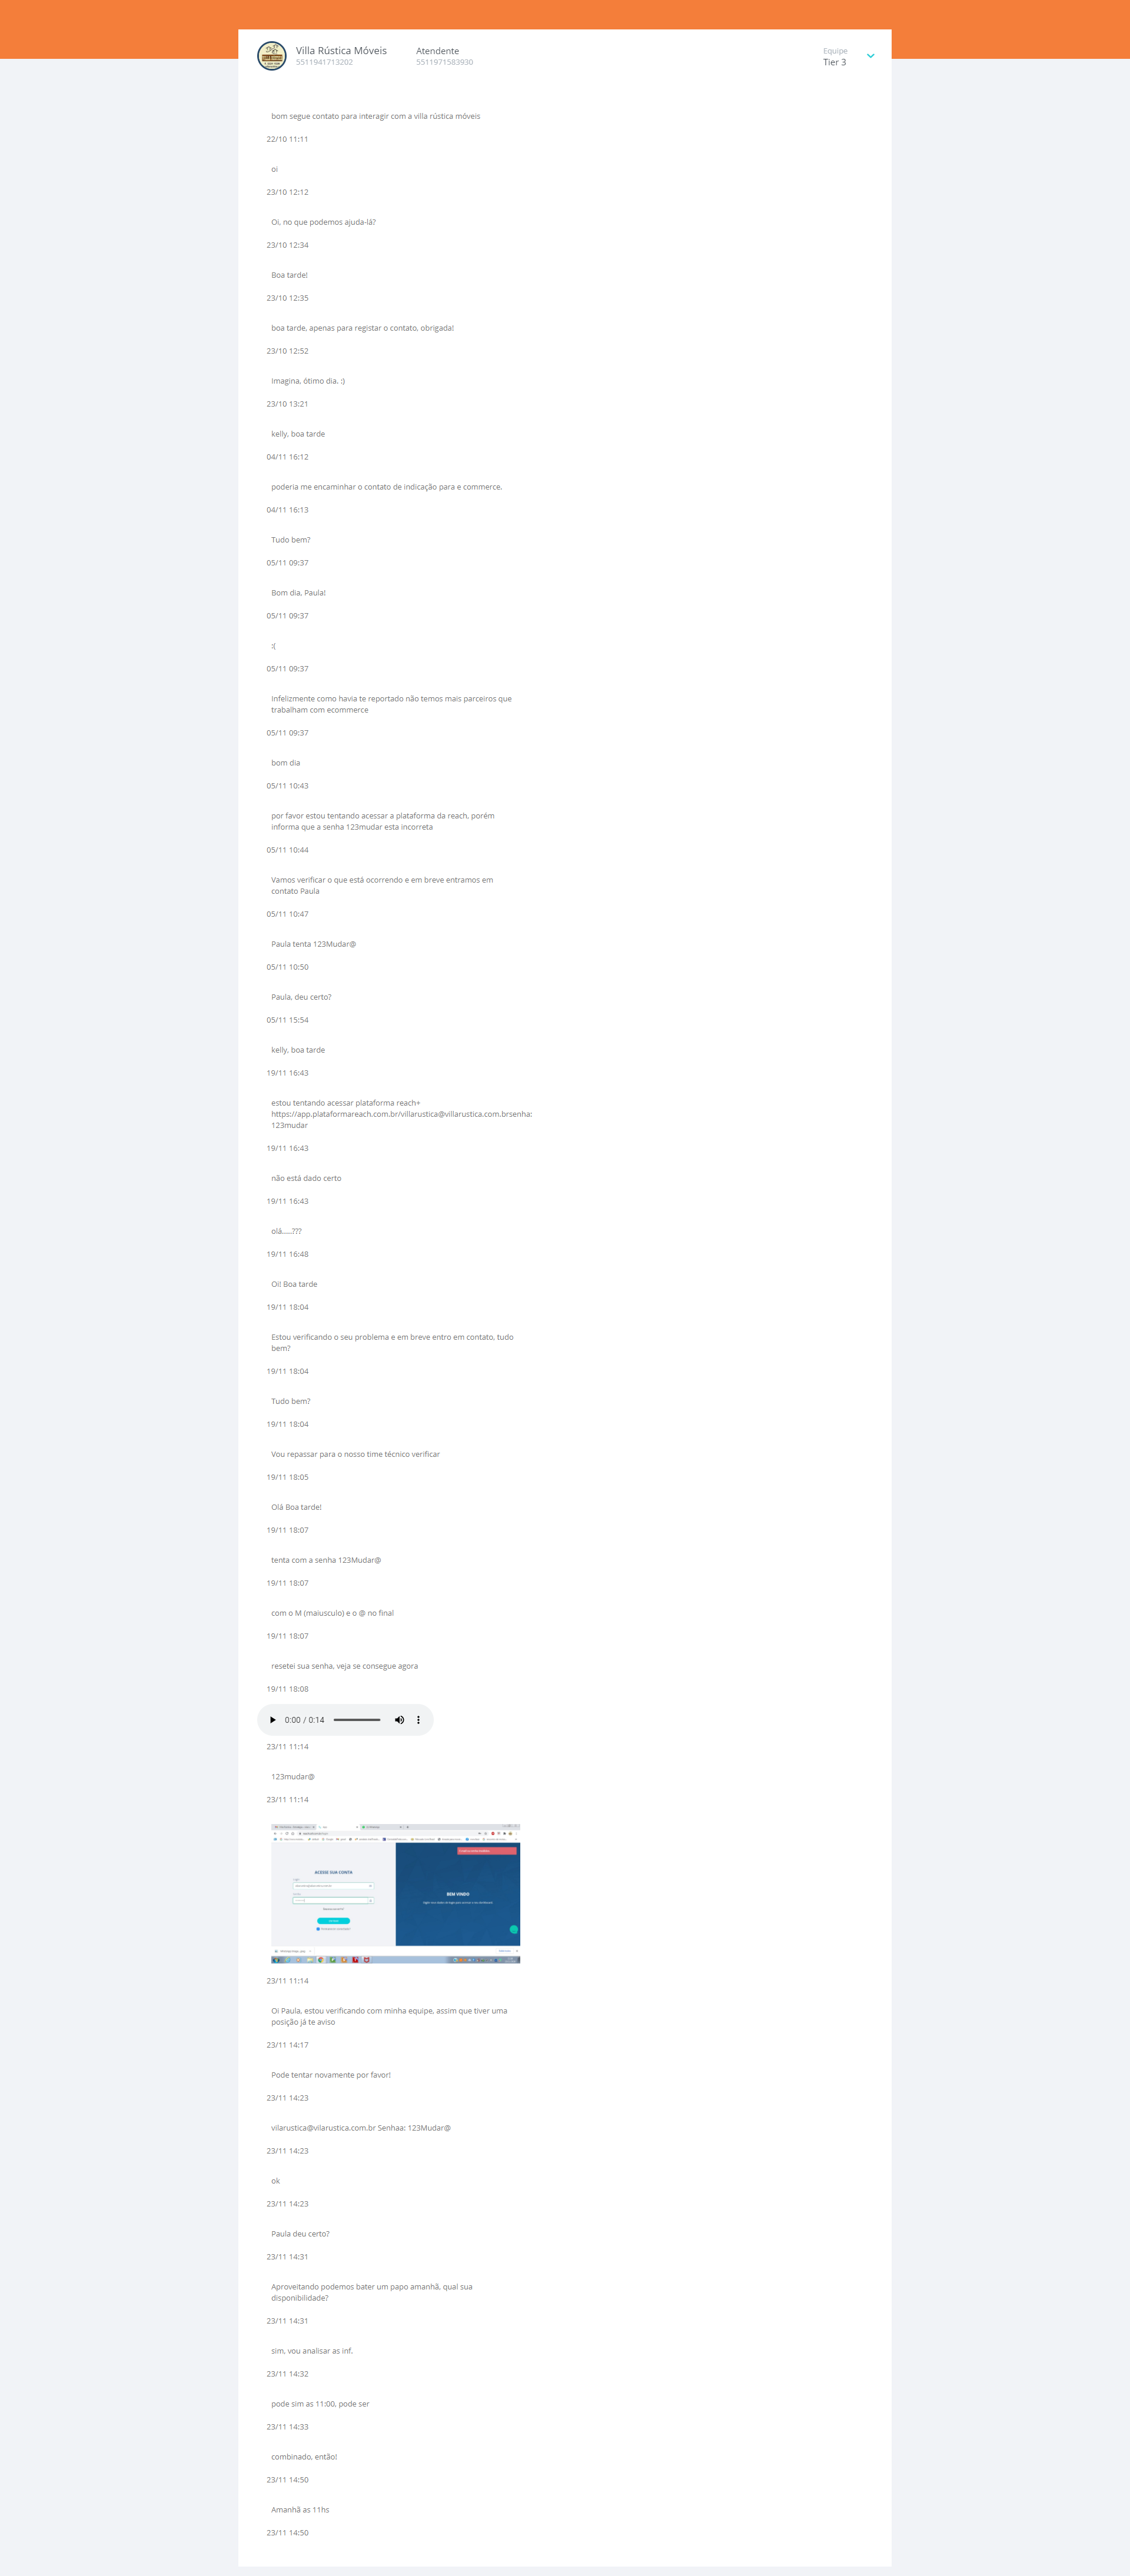 Villa Rústica Móveis
5511941713202
Atendente
5511971583930
Equipe
Tier 3
bom segue contato para interagir com a villa rústica móveis
22/10 11:11
oi
23/10 12:12
Oi, no que podemos ajuda-lá?
23/10 12:34
Boa tarde!
23/10 12:35
boa tarde, apenas para registar o contato, obrigada!
23/10 12:52
Imagina, ótimo dia. :)
23/10 13:21
kelly, boa tarde
04/11 16:12
poderia me encaminhar o contato de indicação para e commerce.
04/11 16:13
Tudo bem?
05/11 09:37
Bom dia, Paula!
05/11 09:37
:(
05/11 09:37
Infelizmente como havia te reportado não temos mais parceiros que
trabalham com ecommerce
05/11 09:37
bom dia
05/11 10:43
por favor estou tentando acessar a plataforma da reach, porém
informa que a senha 123mudar esta incorreta
05/11 10:44
Vamos verificar o que está ocorrendo e em breve entramos em
contato Paula
05/11 10:47
Paula tenta 123Mudar@
05/11 10:50
Paula, deu certo?
05/11 15:54
kelly, boa tarde
19/11 16:43
estou tentando acessar plataforma reach+
https://app.plataformareach.com.br/villarustica@villarustica.com.brsenha:
123mudar
19/11 16:43
não está dado certo
19/11 16:43
olá.....???
19/11 16:48
Oi! Boa tarde
19/11 18:04
Estou verificando o seu problema e em breve entro em contato, tudo
bem?
19/11 18:04
Tudo bem?
19/11 18:04
Vou repassar para o nosso time técnico verificar
19/11 18:05
Olá Boa tarde!
19/11 18:07
tenta com a senha 123Mudar@
19/11 18:07
com o M (maiusculo) e o @ no final
19/11 18:07
resetei sua senha, veja se consegue agora
19/11 18:08
0:00 / 0:14
23/11 11:14
123mudar@
23/11 11:14
ACESSE SUA CONTA
BEM VINDO
23/11 11:14
Oi Paula, estou verificando com minha equipe, assim que tiver uma
posição já te aviso
23/11 14:17
Pode tentar novamente por favor!
23/11 14:23
vilarustica@vilarustica.com.br Senhaa: 123Mudar@
23/11 14:23
ok
23/11 14:23
Paula deu certo?
23/11 14:31
Aproveitando podemos bater um papo amanhã, qual sua
disponibilidade?
23/11 14:31
sim, vou analisar as inf.
23/11 14:32
pode sim as 11:00, pode ser
23/11 14:33
combinado, então!
23/11 14:50
Amanhã as 11hs
23/11 14:50